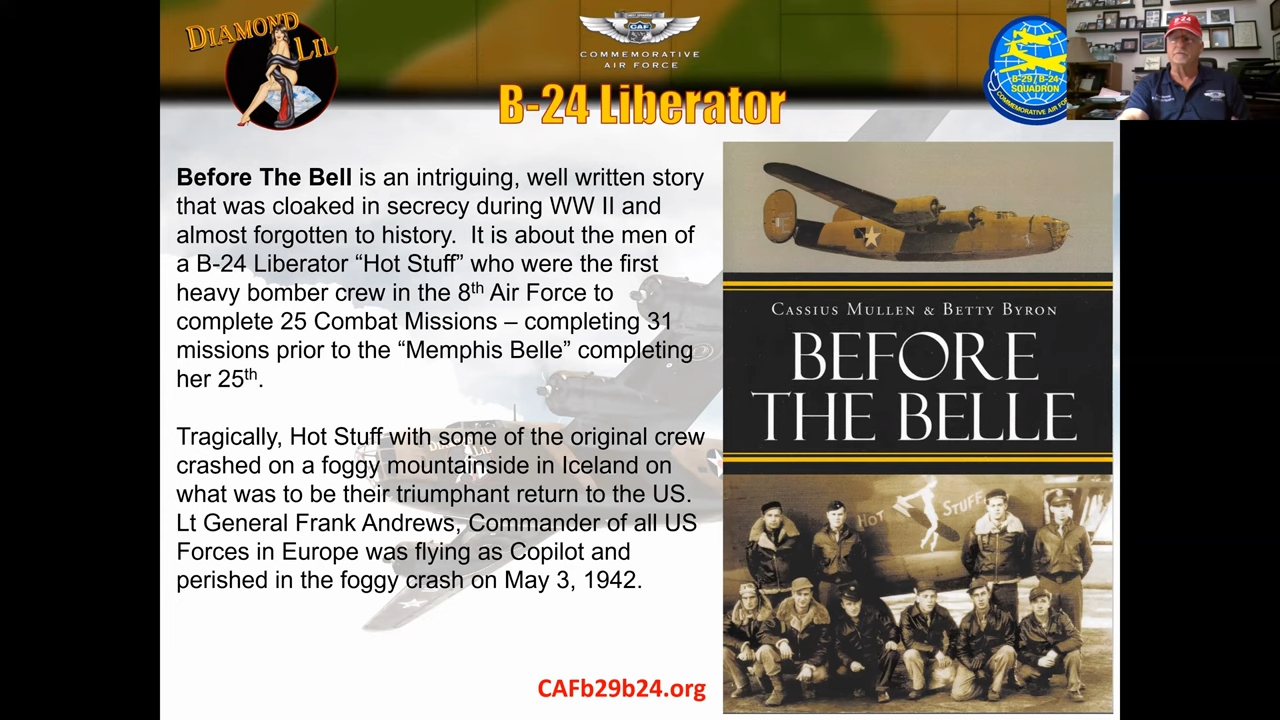 DIAMOND LIL
CAF
COMMEMORATIVE
AIR FORCE
B-29/B-24
SQUADRON
COMMEMORATIVE AIR
B-24
B-24 Liberator
Before The Bell is an intriguing, well written story
that was cloaked in secrecy during WW II and
almost forgotten to history. It is about the men of
a B-24 Liberator “Hot Stuff” who were the first
heavy bomber crew in the 8th Air Force to
complete 25 Combat Missions – completing 31
missions prior to the “Memphis Belle” completing
her 25th.
Tragically, Hot Stuff with some of the original crew
crashed on a foggy mountainside in Iceland on
what was to be their triumphant return to the US.
Lt General Frank Andrews, Commander of all US
Forces in Europe was flying as Copilot and
perished in the foggy crash on May 3, 1942.
CAFb29b24.org
CASSIUS MULLEN & BETTY BYRON
BEFORE
THE BELLE
HOT STUFF